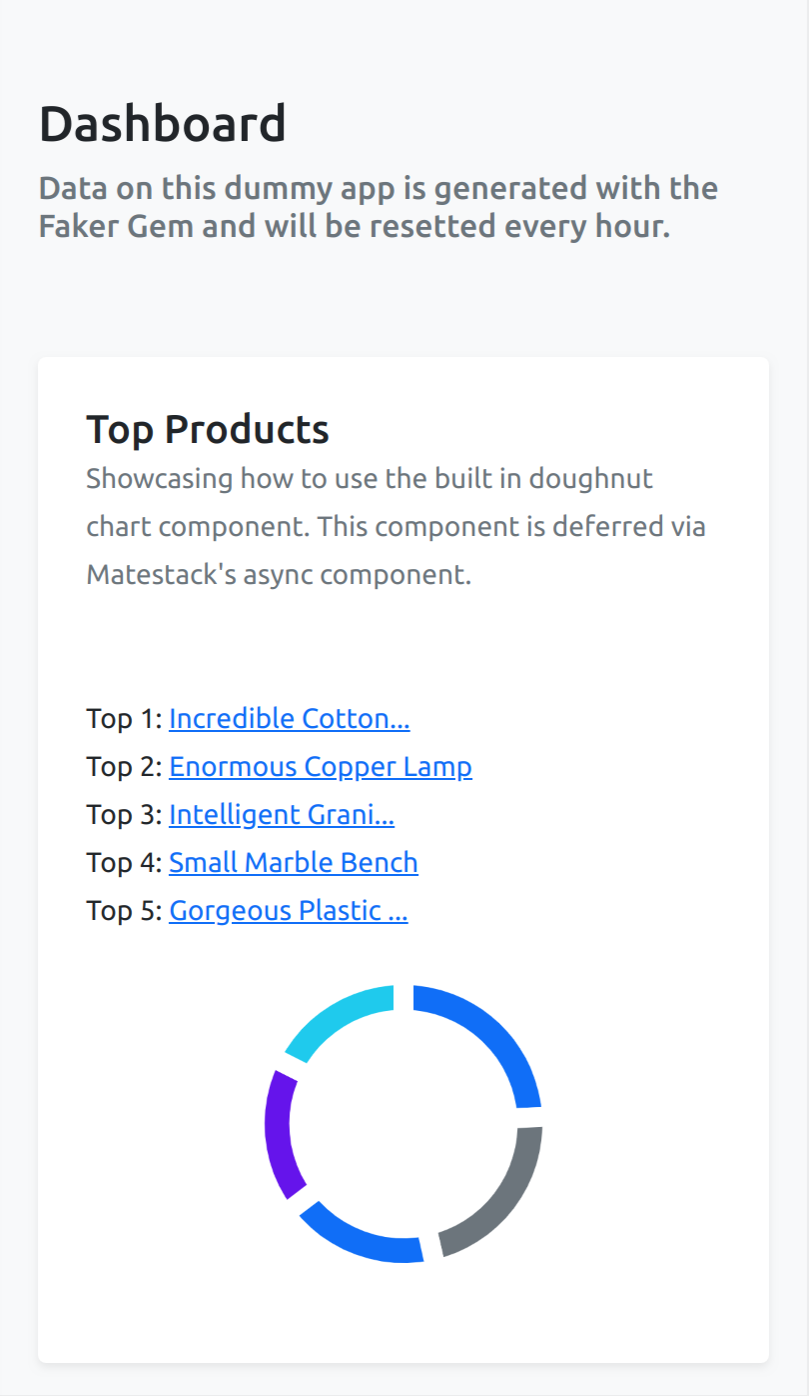 Dashboard
Data on this dummy app is generated with the
Faker Gem and will be resetted every hour.
Top Products
Showcasing how to use the built in doughnut
chart component. This component is deferred via
Matestack's async component.
Top 1: Incredible Cotton...
Top 2: Enormous Copper Lamp
Top 3: Intelligent Grani...
Top 4: Small Marble Bench
Top 5: Gorgeous Plastic ...